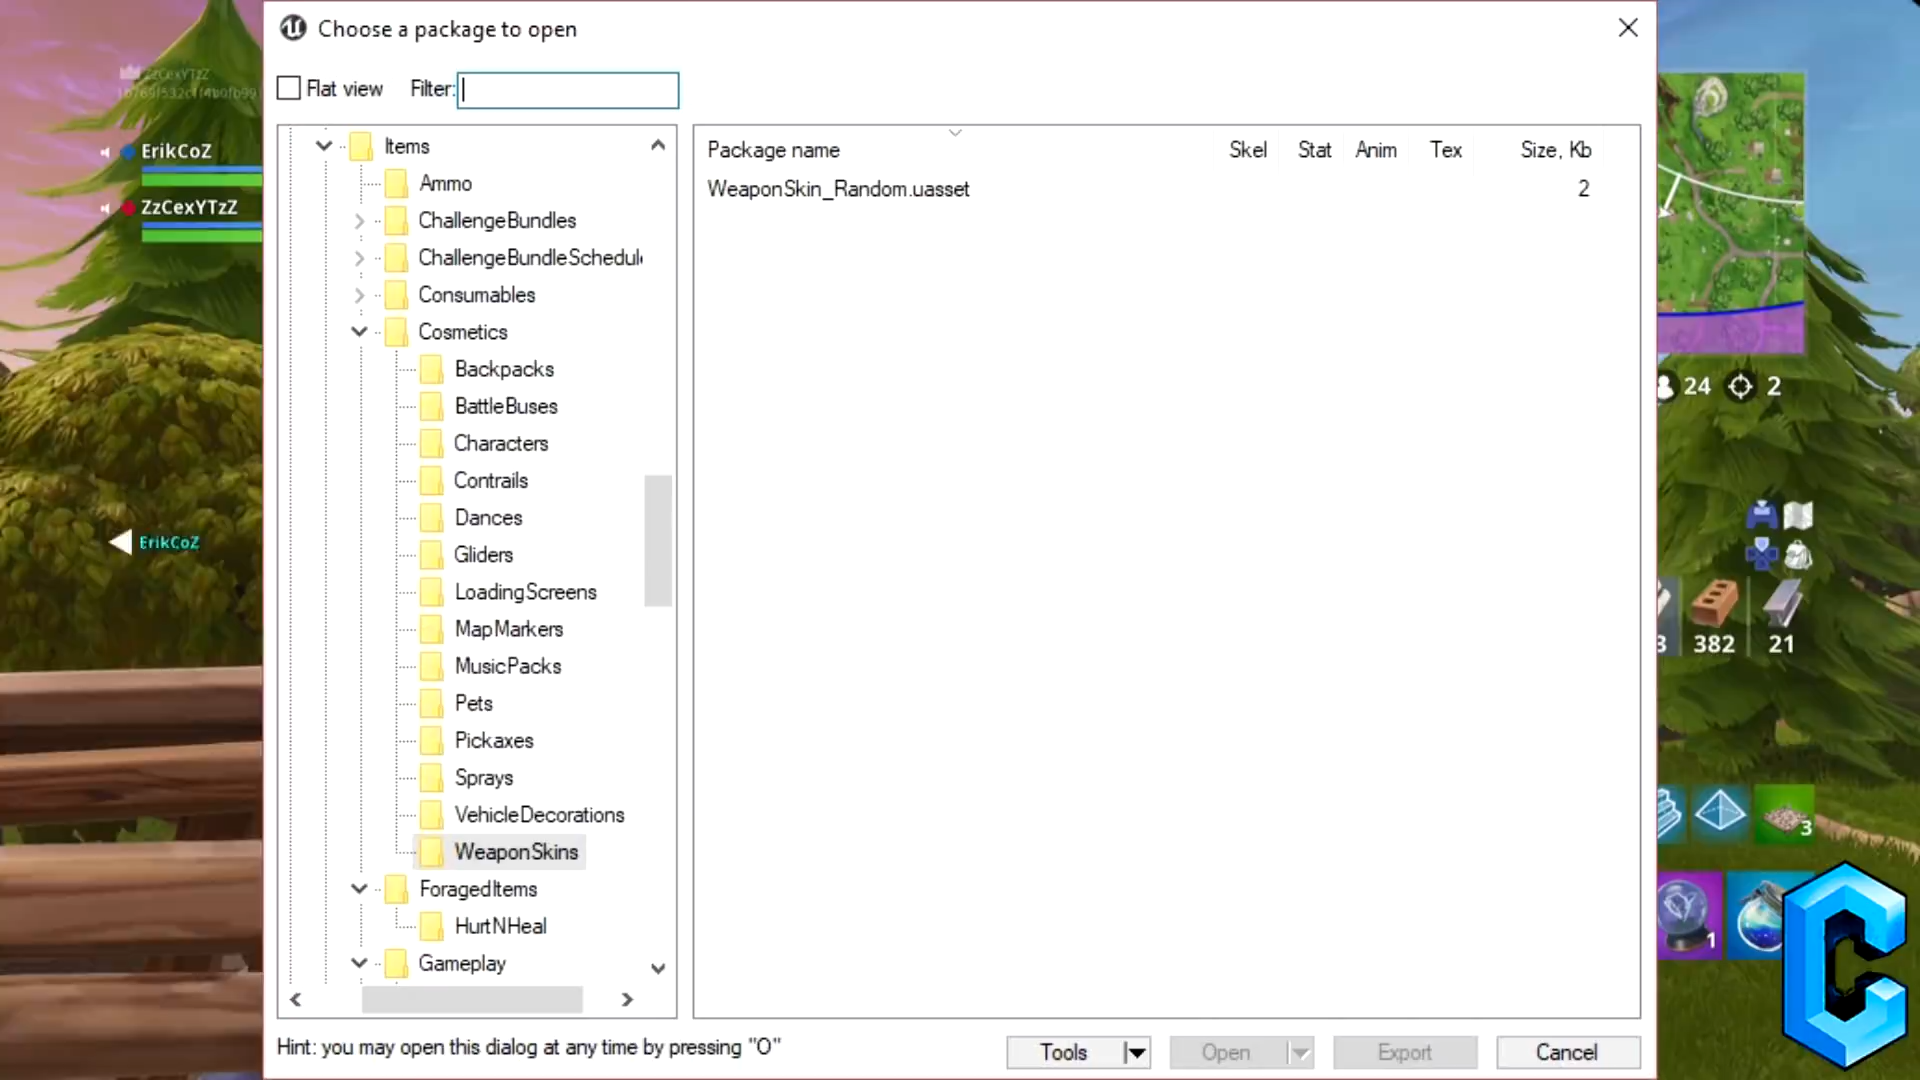 Choose a package to open
Flat view Filter:
Items
Ammo
ChallengeBundles
ChallengeBundleSchedul
Consumables
Cosmetics
Backpacks
BattleBuses
Characters
Contrails
Dances
Gliders
LoadingScreens
MapMarkers
MusicPacks
Pets
Pickaxes
Sprays
VehicleDecorations
WeaponSkins
ForagedItems
HurtNHeal
Gameplay
Package name Skel Stat Anim Tex Size, Kb
WeaponSkin_Random.uasset 2
Hint: you may open this dialog at any time by pressing "O"
Tools Open Export Cancel
ZzCexYTzZ
ErikCoZ
ZzCexYTzZ
ErikCoZ
24 2
3 382 21
3
1
C